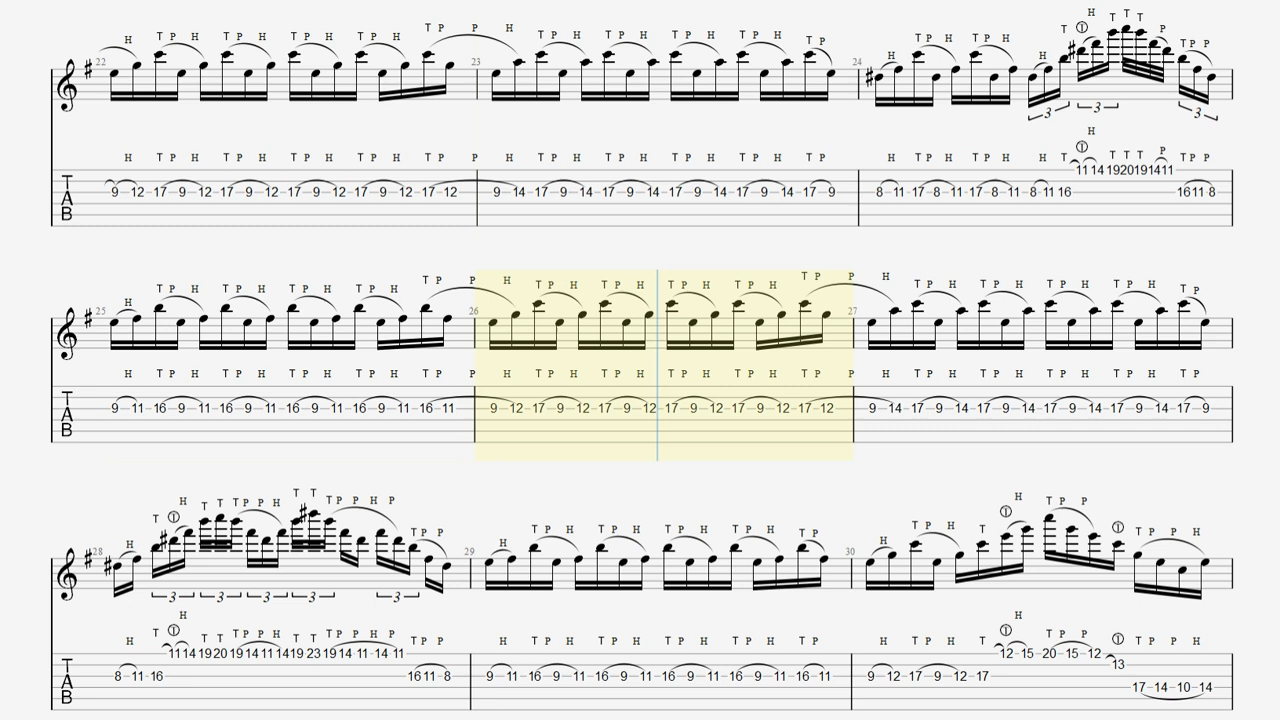 H T P H T P H T P H T P H T P P H T P H T P H T P H T P
H T P H T P H T H T T T P T P P
22 23 24
3 3 3
H T P H T P H T P H T P H T P P H T P H T P H T P H T P H T P H T P H T T H T T T P T P P
9 12 17 9 12 17 9 12 17 9 12 17 9 12 17 12 9 14 17 9 14 17 9 14 17 9 14 17 9 14 17 9 11 14 19 20 19 14 11
8 11 17 8 11 17 8 11 8 11 16 16 11 8
T
A
B
H T P H T P H T P H T P H T P P H T P H T P H T P H T P P H T P H T P H T P H T P
25 26 27
H T P H T P H T P H T P H T P P H T P H T P H T P H T P P H T P H T P H T P H T P
9 11 16 9 11 16 9 11 16 9 11 16 9 11 16 11 9 12 17 9 12 17 9 12 17 9 12 17 9 12 17 12 9 14 17 9 14 17 9 14 17 9 14 17 9 14 17 9
T
A
B
H T T H T T T P P H T T T P P H P T P P
H T P H T P H T P H T P H T P H T T H T P T T P P H
28 29 30
3 3 3 3 3
H T T H T T T P P H T T T P P H P T P P H T P H T P H T P H T P H T P H T T H T P P T T P P H
11 14 19 20 19 14 11 14 19 23 19 14 11 14 11 12 15 20 15 12
13
8 11 16 16 11 8 9 11 16 9 11 16 9 11 16 9 11 16 9 11 16 11 9 12 17 9 12 17
17 14 10 14
T
A
B